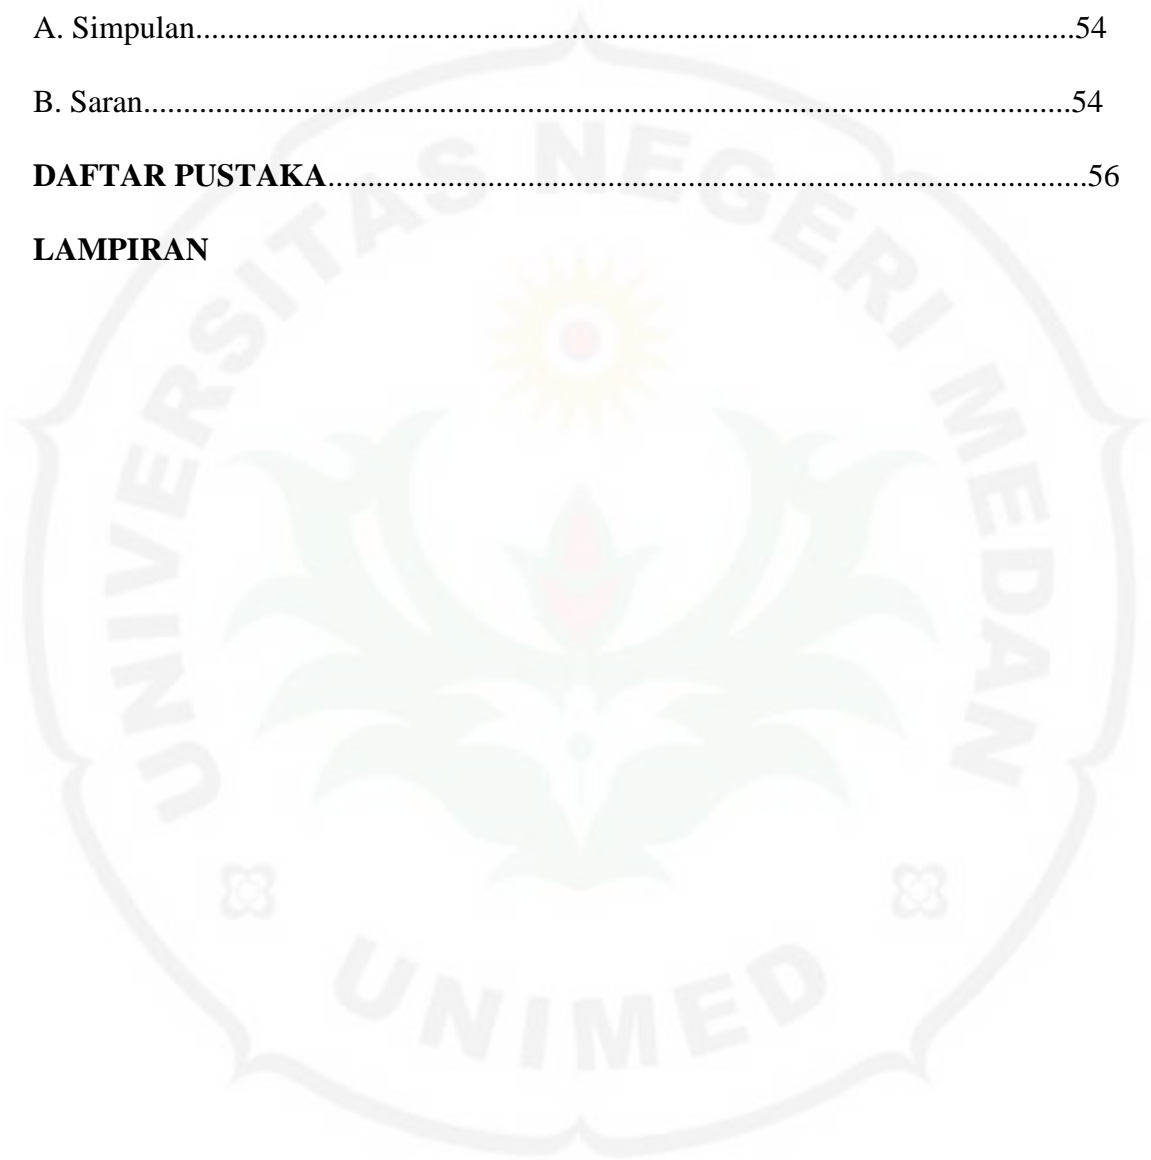 A. Simpulan..............................................................................................................54
B. Saran....................................................................................................................54
DAFTAR PUSTAKA...............................................................................................56
LAMPIRAN
UNIVERSITAS NEGERI MEDAN
UNIMED